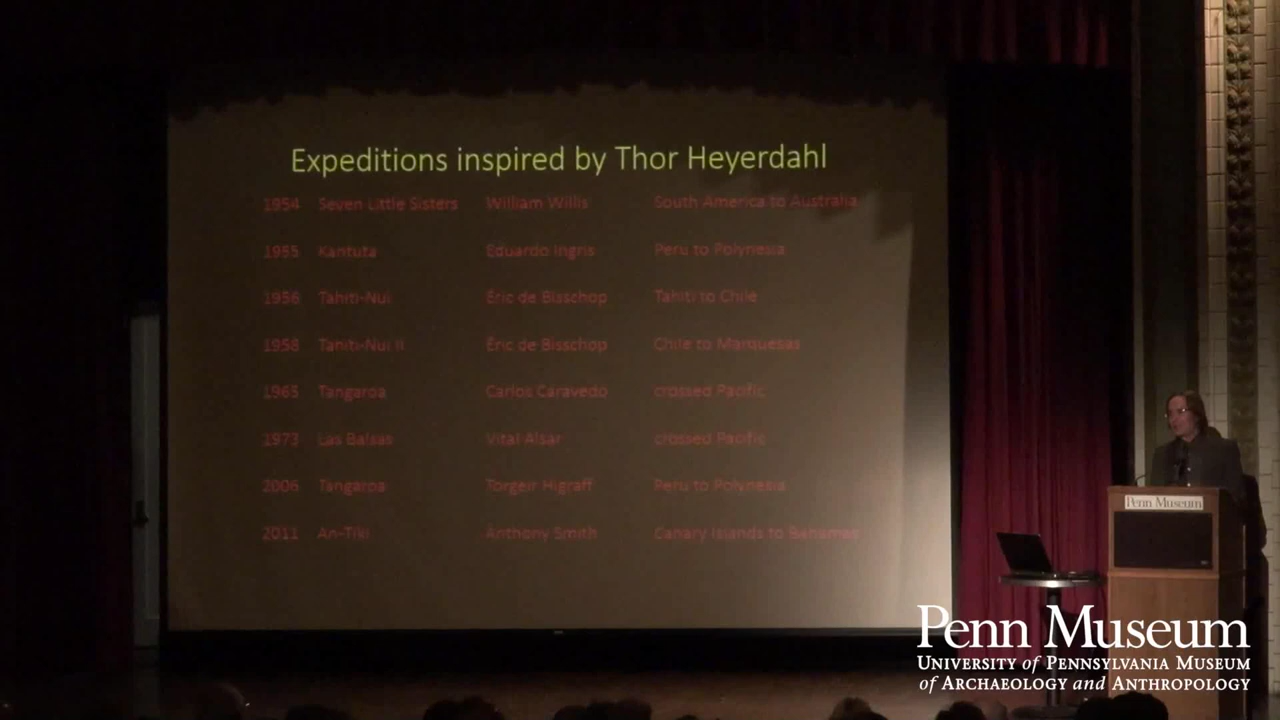 Expeditions inspired by Thor Heyerdahl
1954 Seven Little Sisters William Willis South America to Australia
1955 Kantuta Eduardo Ingris Peru to Polynesia
1956 Tahiti-Nui Éric de Bisschop Tahiti to Chile
1958 Tahiti-Nui II Éric de Bisschop Chile to Marquesas
1965 Tangaroa Carlos Caravedo crossed Pacific
1973 Las Balsas Vital Alsar crossed Pacific
2006 Tangaroa Torgeir Higraff Peru to Polynesia
2011 An-Tiki Anthony Smith Canary Islands to Bahamas
Penn Museum
Penn Museum
University of Pennsylvania Museum
of Archaeology and Anthropology